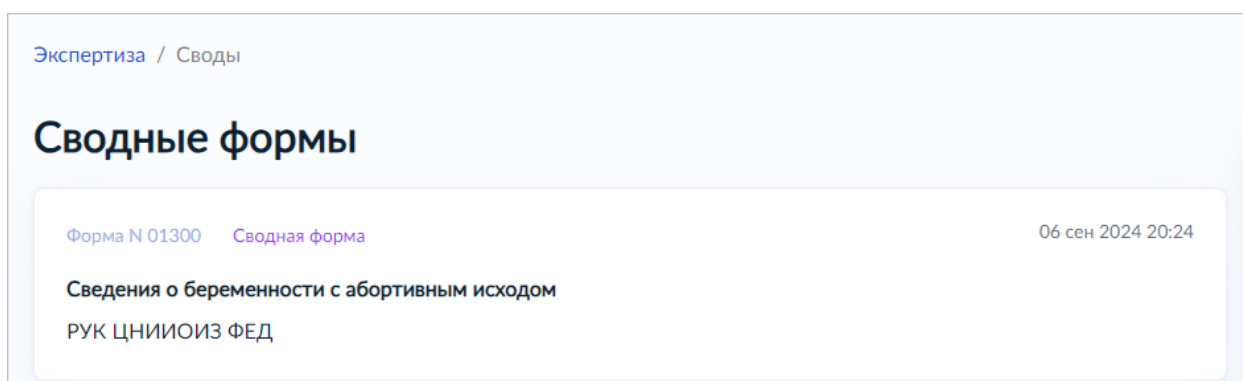 Экспертиза / Своды
Сводные формы
Форма N 01300 Сводная форма 06 сен 2024 20:24
Сведения о беременности с абортивным исходом
РУК ЦНИИОИЗ ФЕД